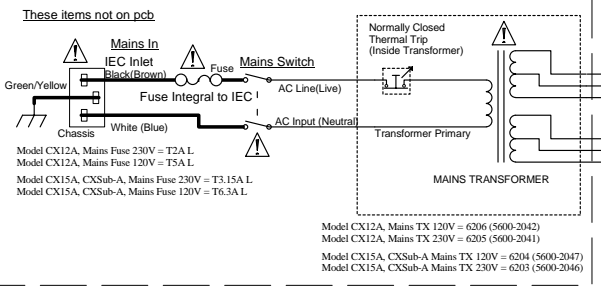 These items not on pcb
Mains In
IEC Inlet
Black(Brown)
Fuse
Mains Switch
Green/Yellow
Fuse Integral to IEC
AC Line(Live)
AC Input (Neutral)
White (Blue)
Chassis
Normally Closed
Thermal Trip
(Inside Transformer)
T
Transformer Primary
MAINS TRANSFORMER
Model CX12A, Mains Fuse 230V = T2A L
Model CX12A, Mains Fuse 120V = T5A L
Model CX15A, CXSub-A, Mains Fuse 230V = T3.15A L
Model CX15A, CXSub-A, Mains Fuse 120V = T6.3A L
Model CX12A, Mains TX 120V = 6206 (5600-2042)
Model CX12A, Mains TX 230V = 6205 (5600-2041)
Model CX15A, CXSub-A Mains TX 120V = 6204 (5600-2047)
Model CX15A, CXSub-A Mains TX 230V = 6203 (5600-2046)